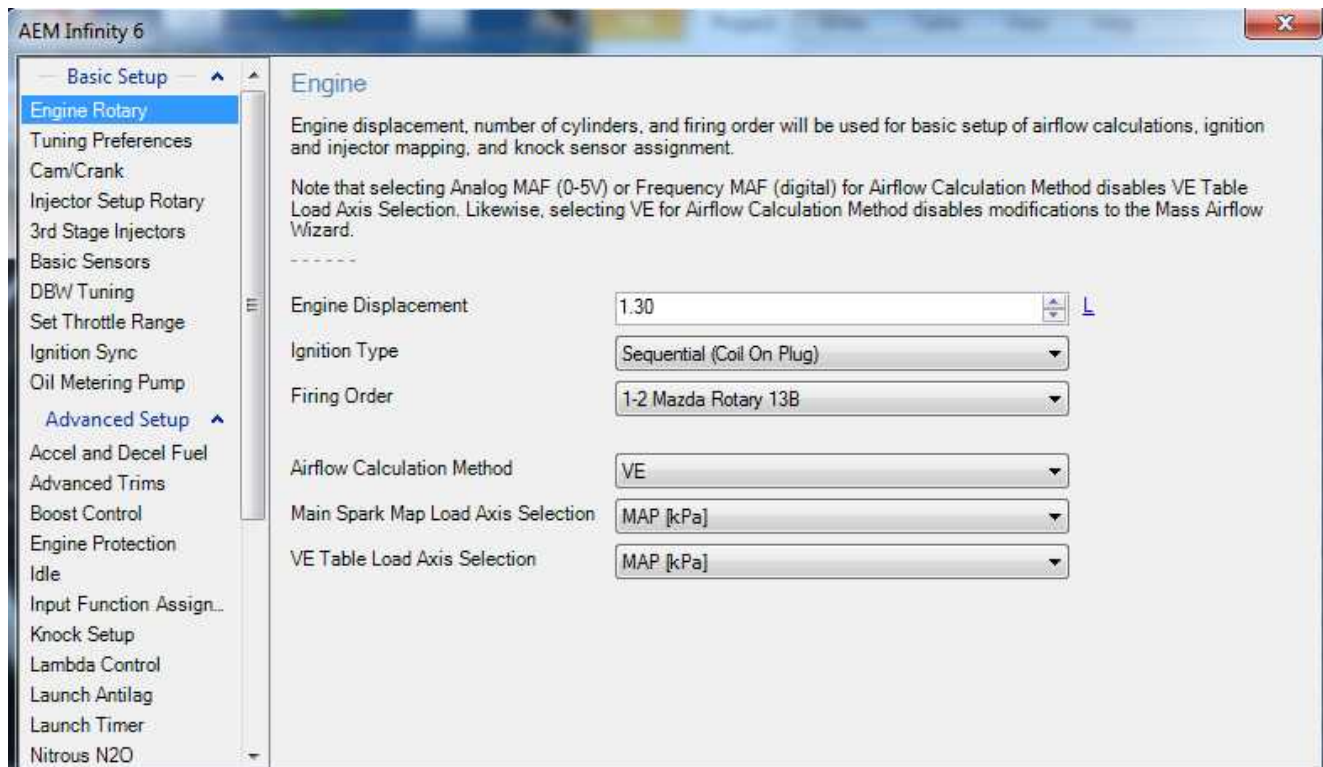 AEM Infinity 6
Basic Setup
Engine Rotary
Tuning Preferences
Cam/Crank
Injector Setup Rotary
3rd Stage Injectors
Basic Sensors
DBW Tuning
Set Throttle Range
Ignition Sync
Oil Metering Pump
Advanced Setup
Accel and Decel Fuel
Advanced Trims
Boost Control
Engine Protection
Idle
Input Function Assign...
Knock Setup
Lambda Control
Launch Antilag
Launch Timer
Nitrous N2O
Engine
Engine displacement, number of cylinders, and firing order will be used for basic setup of airflow calculations, ignition
and injector mapping, and knock sensor assignment.
Note that selecting Analog MAF (0-5V) or Frequency MAF (digital) for Airflow Calculation Method disables VE Table
Load Axis Selection. Likewise, selecting VE for Airflow Calculation Method disables modifications to the Mass Airflow
Wizard.
- - - - - -
Engine Displacement 1.30 L
Ignition Type Sequential (Coil On Plug)
Firing Order 1-2 Mazda Rotary 13B
Airflow Calculation Method VE
Main Spark Map Load Axis Selection MAP [kPa]
VE Table Load Axis Selection MAP [kPa]